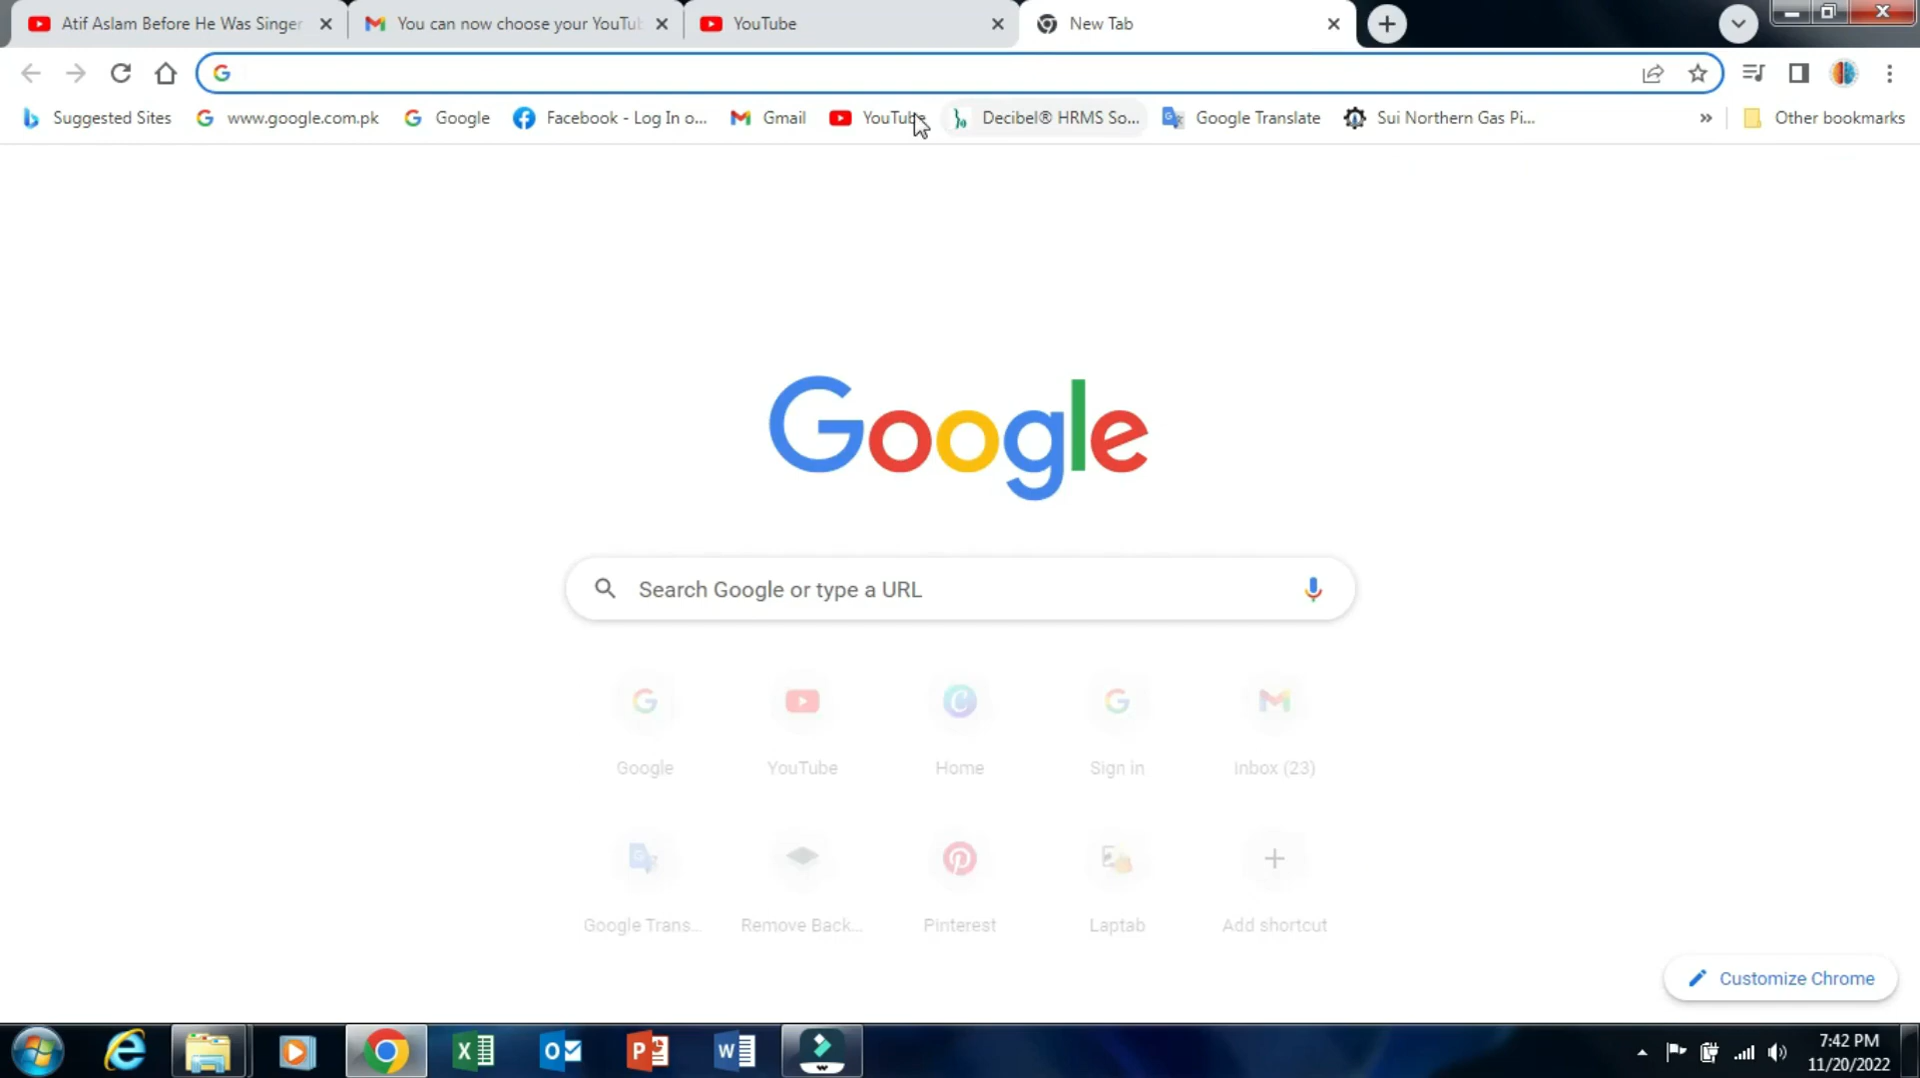 Atif Aslam Before He Was Singer
You can now choose your YouTu
YouTube
New Tab
Suggested Sites
www.google.com.pk
Google
Facebook - Log In o...
Gmail
YouTube
Decibel® HRMS So...
Google Translate
Sui Northern Gas Pi...
»
Other bookmarks
Google
Search Google or type a URL
Google
YouTube
Home
Sign in
Inbox (23)
Google Trans...
Remove Back...
Pinterest
Laptab
Add shortcut
Customize Chrome
7:42 PM
11/20/2022